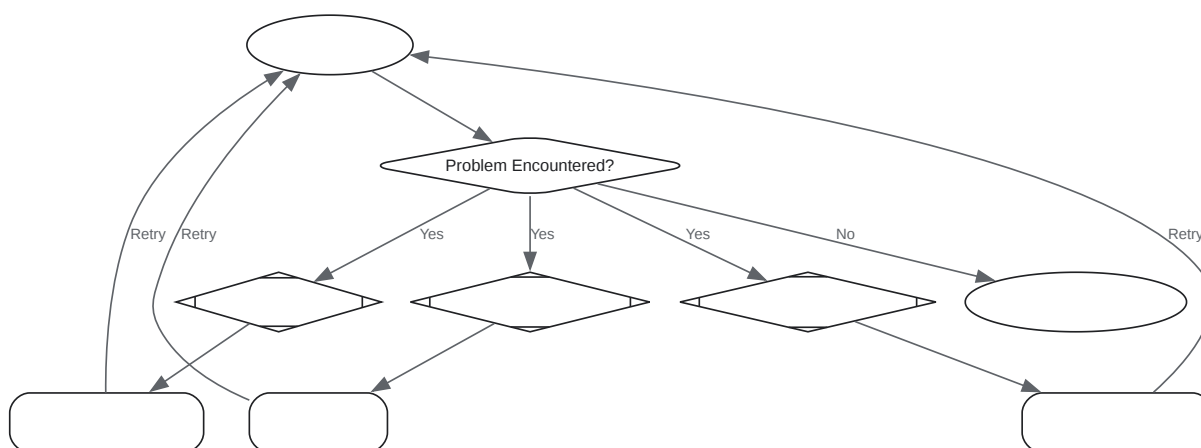 Problem Encountered?
Retry
Retry
Yes
Yes
Yes
No
Retry